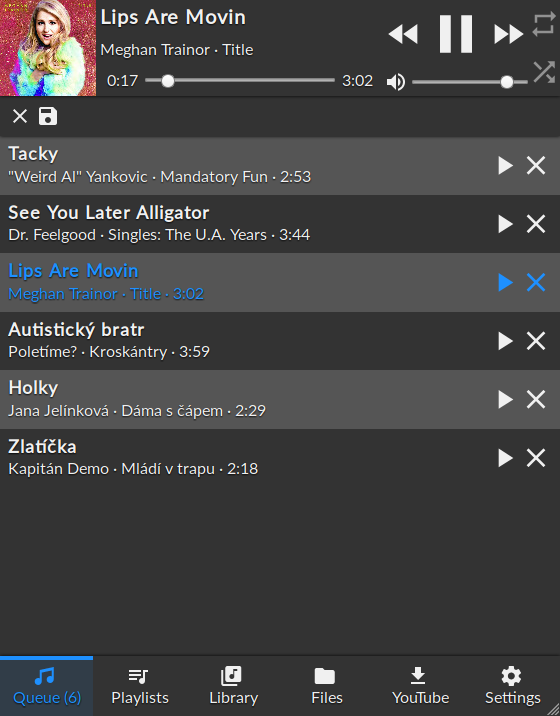 Lips Are Movin
Meghan Trainor · Title
0:17 3:02
Tacky
"Weird Al" Yankovic · Mandatory Fun · 2:53
See You Later Alligator
Dr. Feelgood · Singles: The U.A. Years · 3:44
Lips Are Movin
Meghan Trainor · Title · 3:02
Autistický bratr
Poletíme? · Kroskántry · 3:59
Holky
Jana Jelínková · Dáma s čápem · 2:29
Zlatíčka
Kapitán Demo · Mládí v trapu · 2:18
Queue (6) Playlists Library Files YouTube Settings